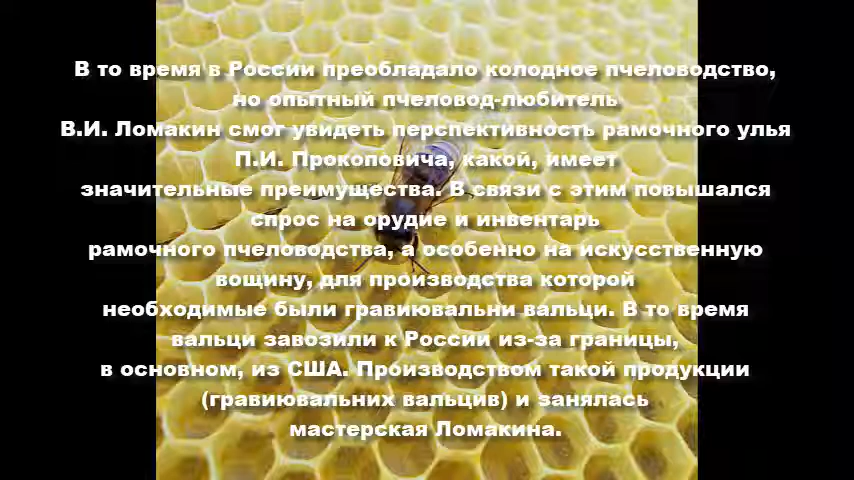 В то время в России преобладало колодное пчеловодство,
но опытный пчеловод-любитель
В.И. Ломакин смог увидеть перспективность рамочного улья
П.И. Прокоповича, какой, имеет
значительные преимущества. В связи с этим повышался
спрос на орудие и инвентарь
рамочного пчеловодства, а особенно на искусственную
вощину, для производства которой
необходимые были гравиювальни вальци. В то время
вальци завозили к России из-за границы,
в основном, из США. Производством такой продукции
(гравиювальних вальцив) и занялась
мастерская Ломакина.